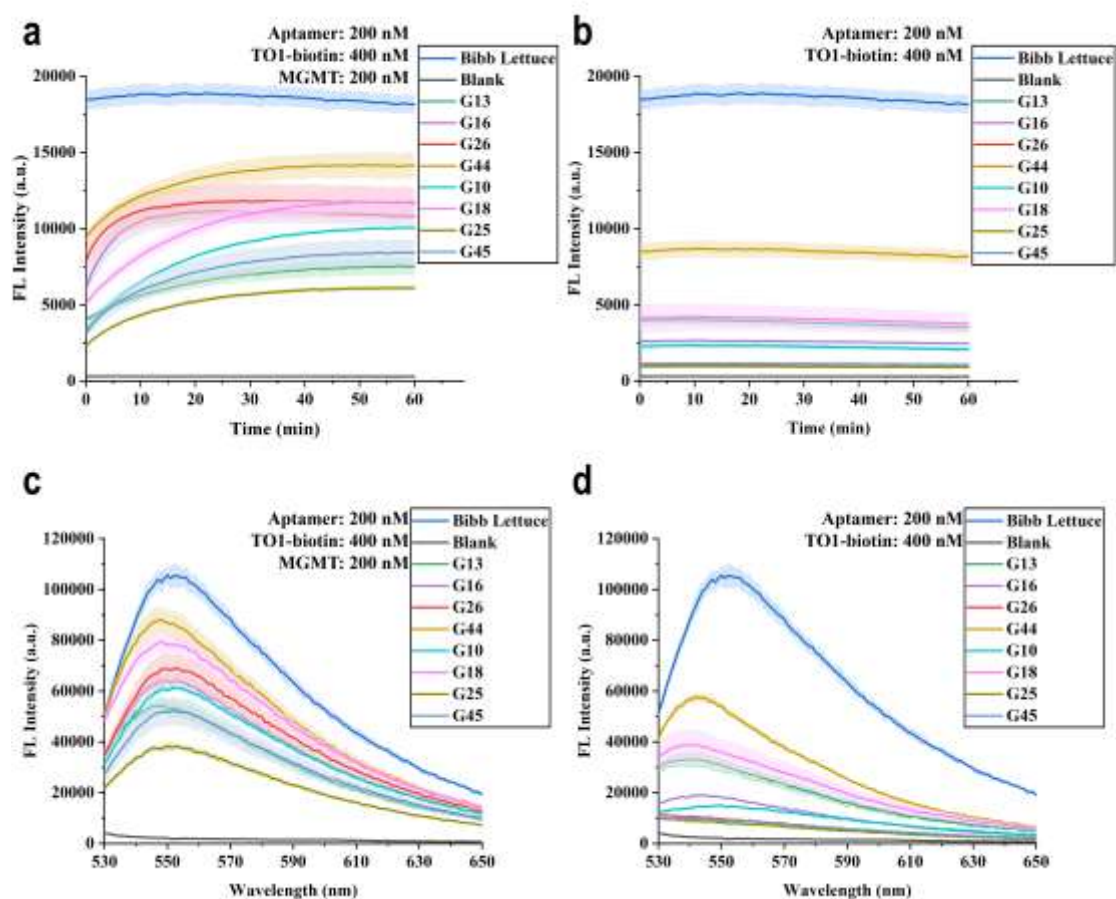 a
Aptamer: 200 nM
TO1-biotin: 400 nM
MGMT: 200 nM
Bibb Lettuce
Blank
G13
G16
G26
G44
G10
G18
G25
G45
20000
15000
10000
5000
0
FL Intensity (a.u.)
0 10 20 30 40 50 60
Time (min)
b
Aptamer: 200 nM
TO1-biotin: 400 nM
Bibb Lettuce
Blank
G13
G16
G26
G44
G10
G18
G25
G45
20000
15000
10000
5000
0
FL Intensity (a.u.)
0 10 20 30 40 50 60
Time (min)
c
Aptamer: 200 nM
TO1-biotin: 400 nM
MGMT: 200 nM
Bibb Lettuce
Blank
G13
G16
G26
G44
G10
G18
G25
G45
120000
100000
80000
60000
40000
20000
0
FL Intensity (a.u.)
530 550 570 590 610 630 650
Wavelength (nm)
d
Aptamer: 200 nM
TO1-biotin: 400 nM
Bibb Lettuce
Blank
G13
G16
G26
G44
G10
G18
G25
G45
120000
100000
80000
60000
40000
20000
0
FL Intensity (a.u.)
530 550 570 590 610 630 650
Wavelength (nm)